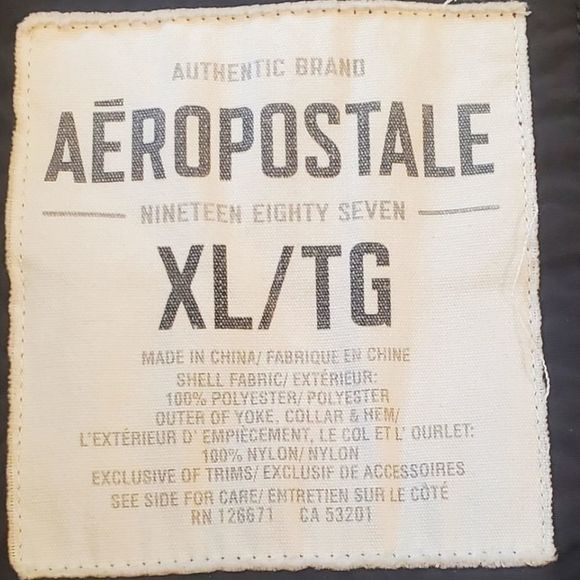 AUTHENTIC BRAND
AÉROPOSTALE
NINETEEN EIGHTY SEVEN
XL/TG
MADE IN CHINA/ FABRIQUE EN CHINE
SHELL FABRIC/ EXTÉRIEUR:
100% POLYESTER/ POLYESTER
OUTER OF YOKE, COLLAR & HEM/
L'EXTÉRIEUR D' EMPIÈCEMENT, LE COL ET L' OURLET:
100% NYLON/ NYLON
EXCLUSIVE OF TRIMS/ EXCLUSIF DE ACCESSOIRES
SEE SIDE FOR CARE/ ENTRETIEN SUR LE CÔTÉ
RN 126671 CA 53201